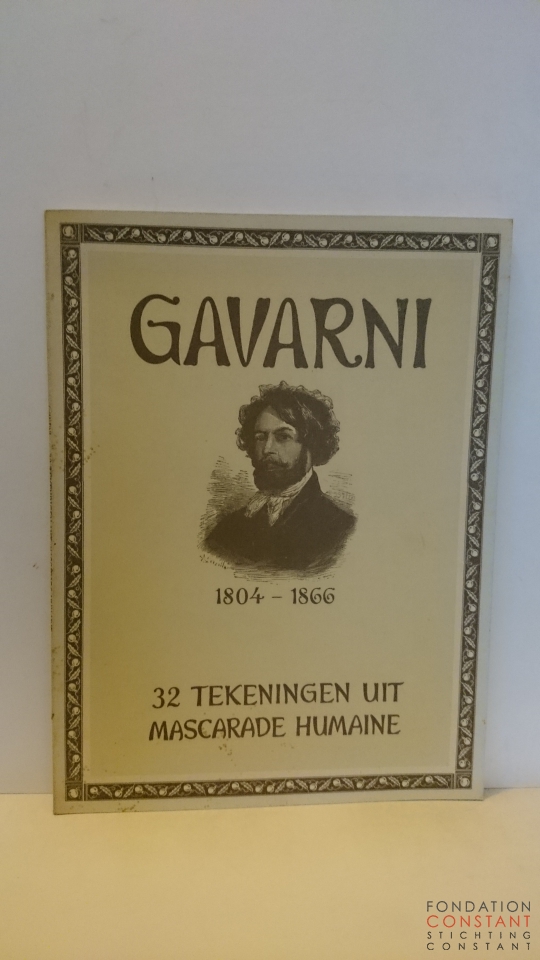 GAVARNI
1804 – 1866
32 TEKENINGEN UIT
MASCARADE HUMAINE
FONDATION
CONSTANT
STICHTING
CONSTANT